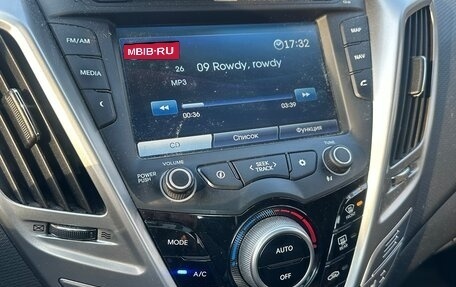 FM/AM
MEDIA
MBIB-RU
17:32
26
09 Rowdy, rowdy
MP3
00:36
03:39
CD
Список
Функция
MAP
NAV
VOLUME
POWER
PUSH
SEEK
TRACK
TUNE
MODE
A/C
AUTO
OFF